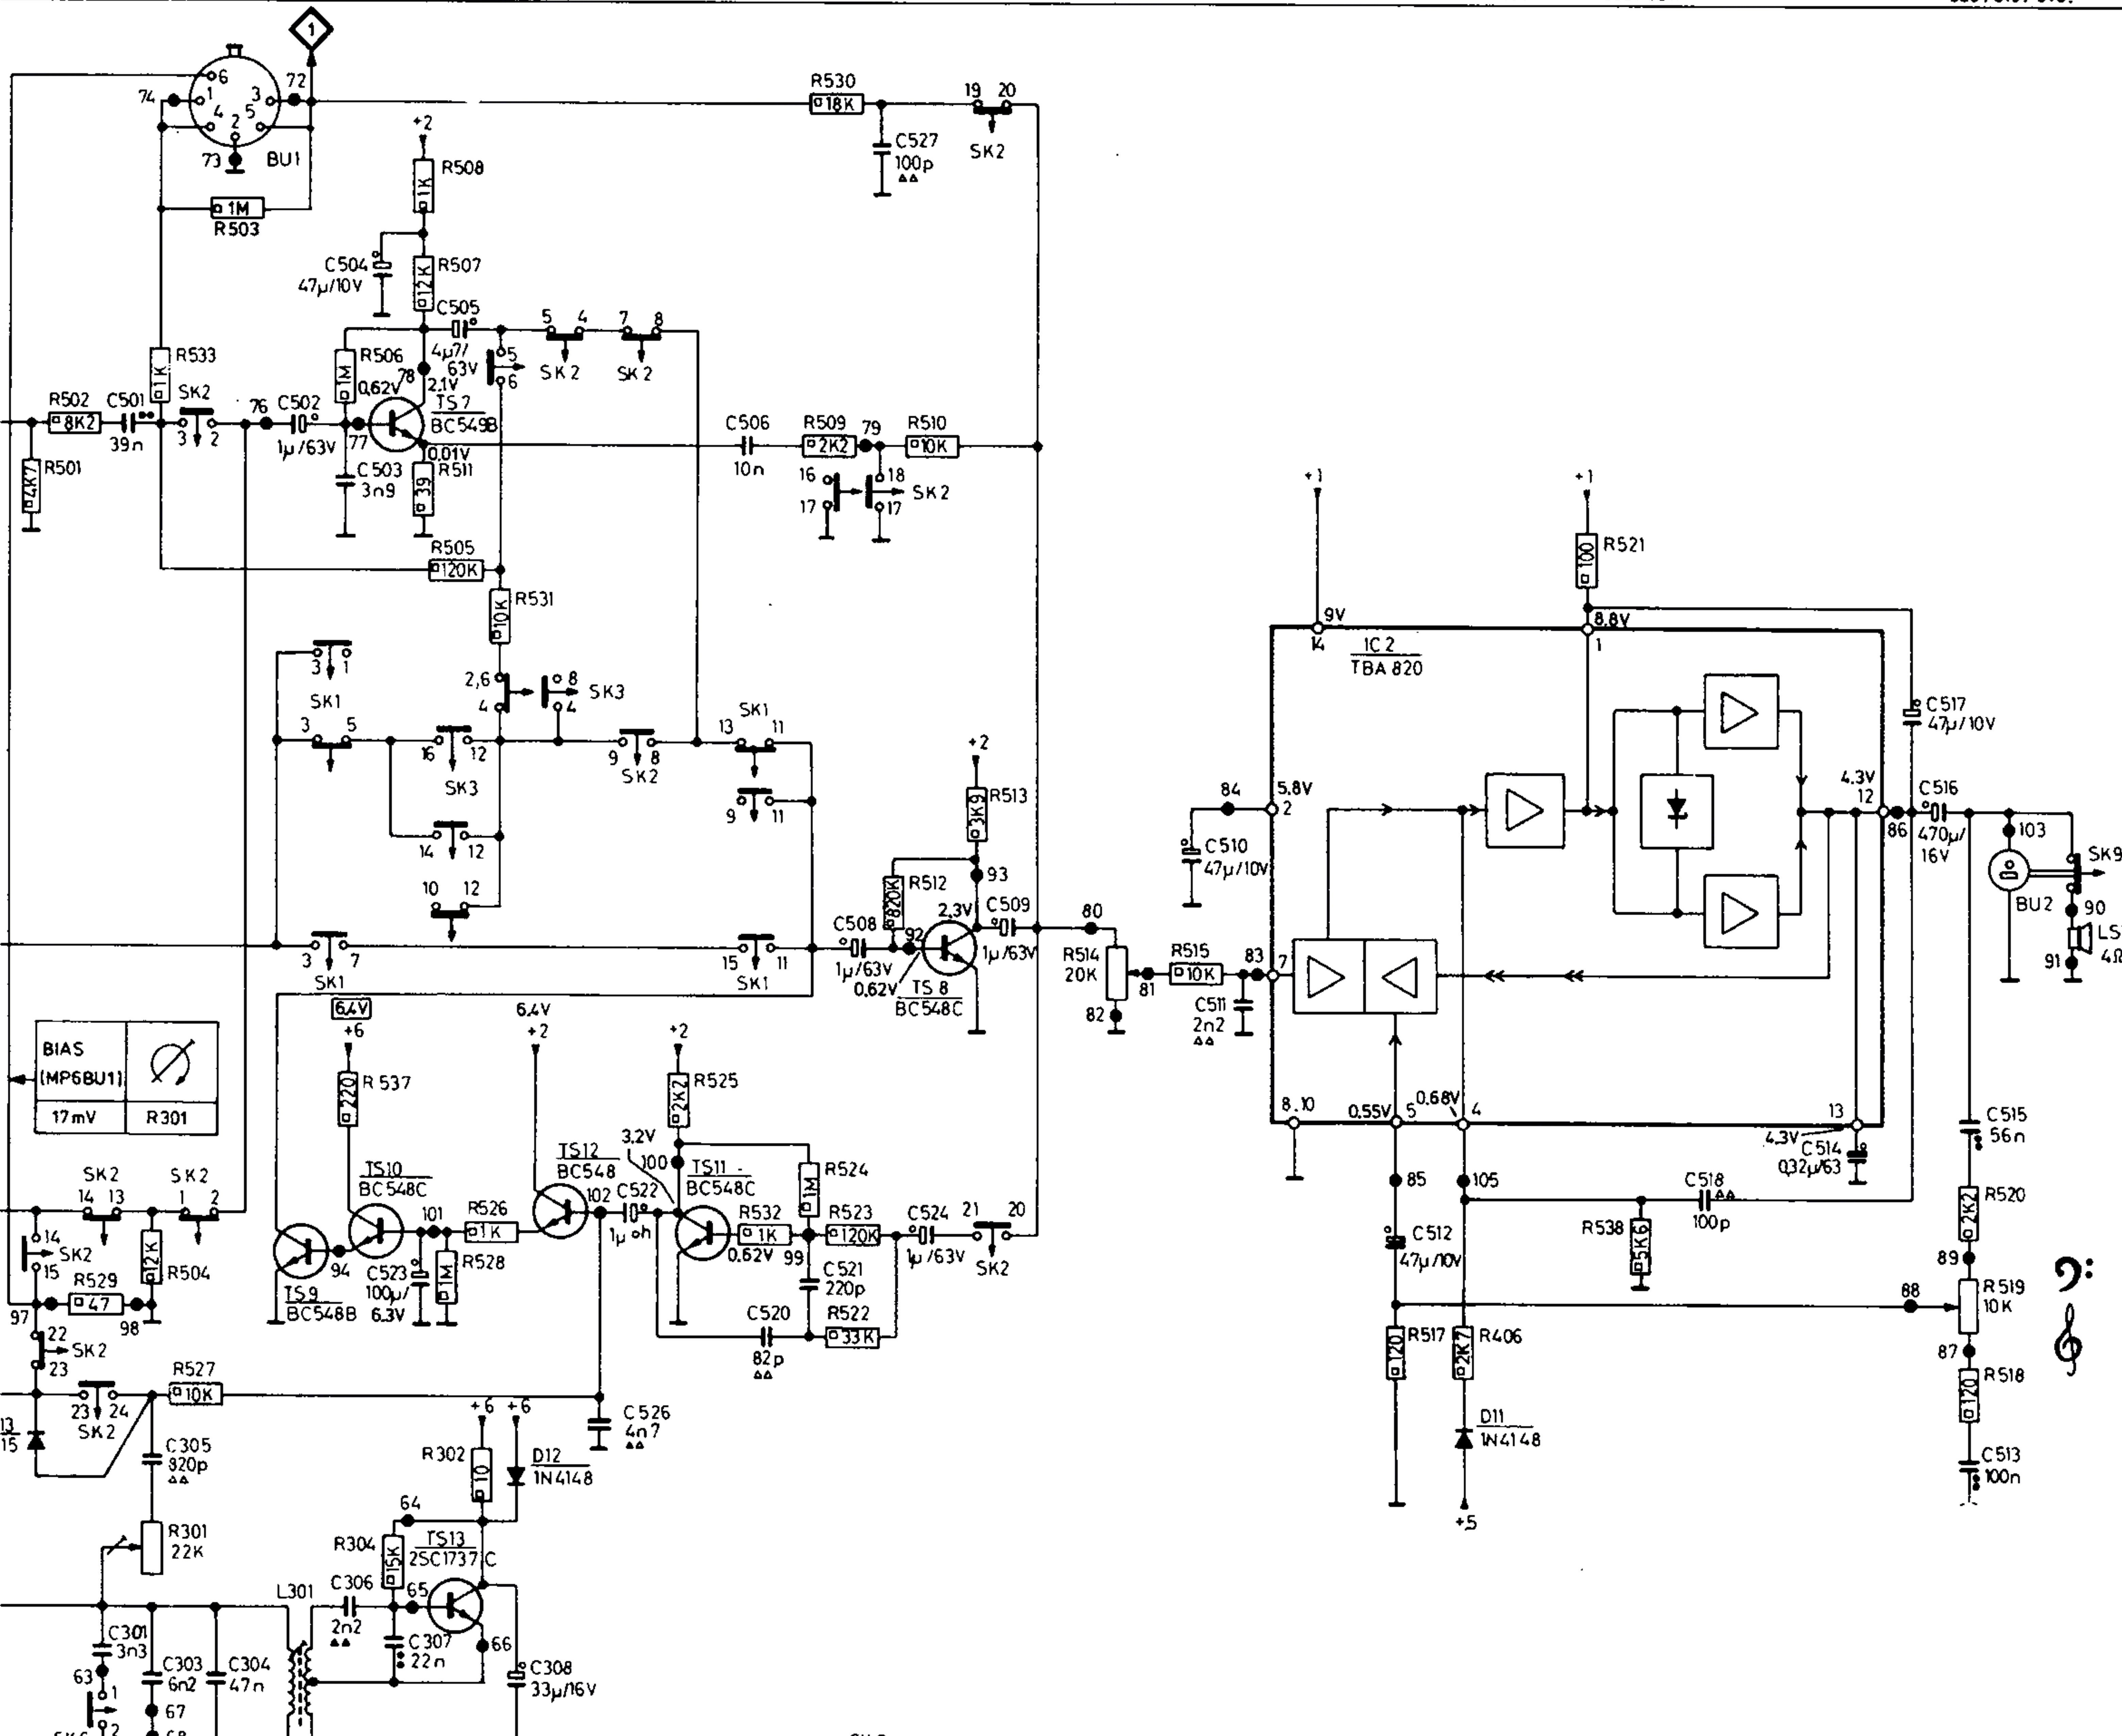 1
6
74
1
3
72
4
2
5
73
BU1
1M
R503
+2
R508
1K
C504
47µ/10V
R507
12K
C505
4µ7/
63V
R530
18K
C527
100p
19 20
SK2
R533
1K
R506
1M
0,62V
78
2.1V
TS7
BC549B
5
6
5 4
SK2
7 8
SK2
R502
8K2
C501
39n
SK2
3 2
76
C502
1µ/63V
77
C503
3n9
0,01V
R511
39
R501
4K7
C506
10n
R509
2K2
79
R510
10K
16
17
18
17
SK2
R505
120K
R531
10K
3 1
SK1
3 5
2,6
4
8
4
SK3
16 12
SK3
9 8
SK2
SK1
13 11
9 11
14 12
10 12
3 7
SK1
15 11
SK1
+2
R513
3K9
93
R512
820K
C508
1µ/63V
92
2,3V
0,62V
TS8
BC548C
C509
1µ/63V
80
R514
20K
81
82
R515
10K
83
C511
2n2
84
C510
47µ/10V
+1
+1
R521
100
9V
14
8.8V
1
IC2
TBA 820
5.8V
2
7
8.10
0.55V
5
0.68V
4
13
4.3V
4.3V
12
86
C517
47µ/10V
C516
470µ/
16V
103
BU2
SK9
90
LS
4Ω
91
C514
0,32µ/63
C515
56n
R520
2K2
89
R519
10K
88
87
R518
120
C513
100n
C518
100p
R538
5K6
85
105
C512
47µ/10V
R517
120
R406
2K7
D11
1N4148
+5
BIAS
(MP6BU1)
17mV
R301
6,4V
+6
R537
220
6,4V
+2
+2
R525
2K2
TS10
BC548C
TS12
BC548
3,2V
100
TS11
BC548C
R524
1M
R526
1K
102
C522
1µ oh
R532
1K
0.62V
99
R523
120K
C524
1µ/63V
21 20
SK2
101
94
TS9
BC548B
C523
100µ/
6.3V
1M
R528
C521
220p
C520
82p
R522
33K
SK2
14 13
SK2
1 2
14
SK2
15
12K
R504
R529
47
97
98
22
SK2
23
R527
10K
23 24
SK2
13
15
C305
820p
C526
4n7
+6 +6
R302
10
D12
1N4148
R301
22K
64
R304
15K
TS13
2SC1737 C
L301
C306
2n2
65
C307
22n
66
C308
33µ/16V
C301
3n3
63
1
2
C303
6n2
67
C304
47n